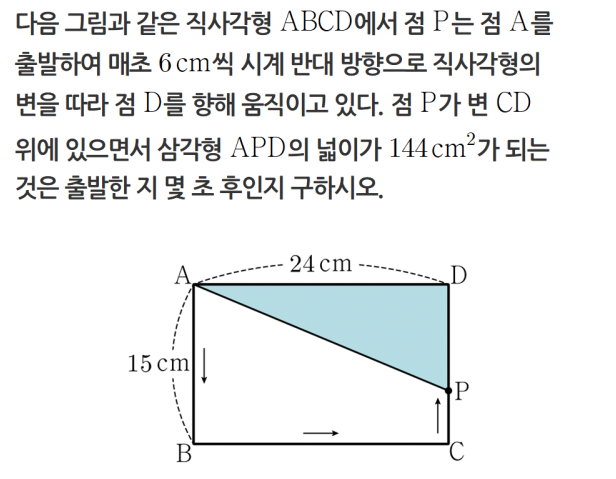 다음 그림과 같은 직사각형 ABCD에서 점 P는 점 A를
출발하여 매초 6 cm씩 시계 반대 방향으로 직사각형의
변을 따라 점 D를 향해 움직이고 있다. 점 P가 변 CD
위에 있으면서 삼각형 APD의 넓이가 144 cm²가 되는
것은 출발한 지 몇 초 후인지 구하시오.
24 cm
A
D
15 cm
P
B
C